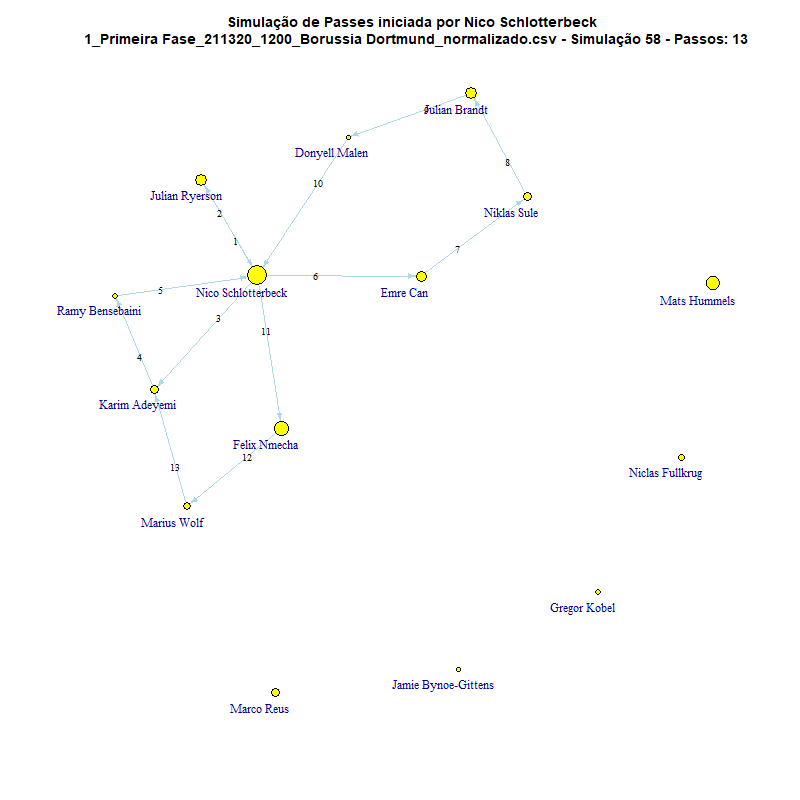 Simulação de Passes iniciada por Nico Schlotterbeck
1_Primeira Fase_211320_1200_Borussia Dortmund_normalizado.csv - Simulação 58 - Passos: 13
Julian Brandt
9
Donyell Malen
8
10
Julian Ryerson
2
Niklas Sule
1
7
6
5
Nico Schlotterbeck
Emre Can
Mats Hummels
Ramy Bensebaini
3
11
4
Karim Adeyemi
Felix Nmecha
12
13
Niclas Fullkrug
Marius Wolf
Gregor Kobel
Jamie Bynoe-Gittens
Marco Reus